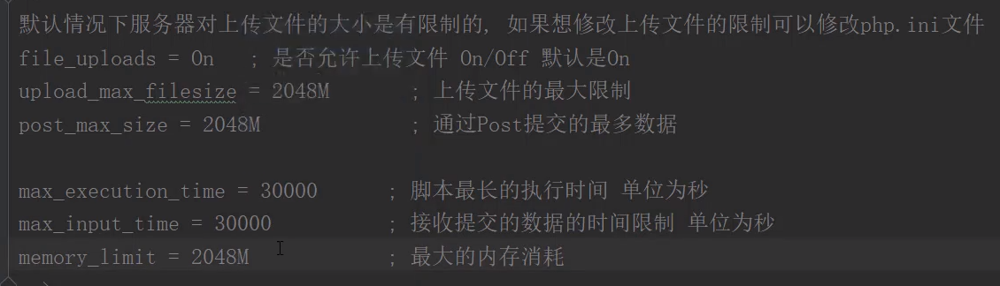 默认情况下服务器对上传文件的大小是有限制的, 如果想修改上传文件的限制可以修改php.ini文件
file_uploads = On ; 是否允许上传文件 On/Off 默认是On
upload_max_filesize = 2048M ; 上传文件的最大限制
post_max_size = 2048M ; 通过Post提交的最多数据
max_execution_time = 30000 ; 脚本最长的执行时间 单位为秒
max_input_time = 30000 ; 接收提交的数据的时间限制 单位为秒
memory_limit = 2048M ; 最大的内存消耗